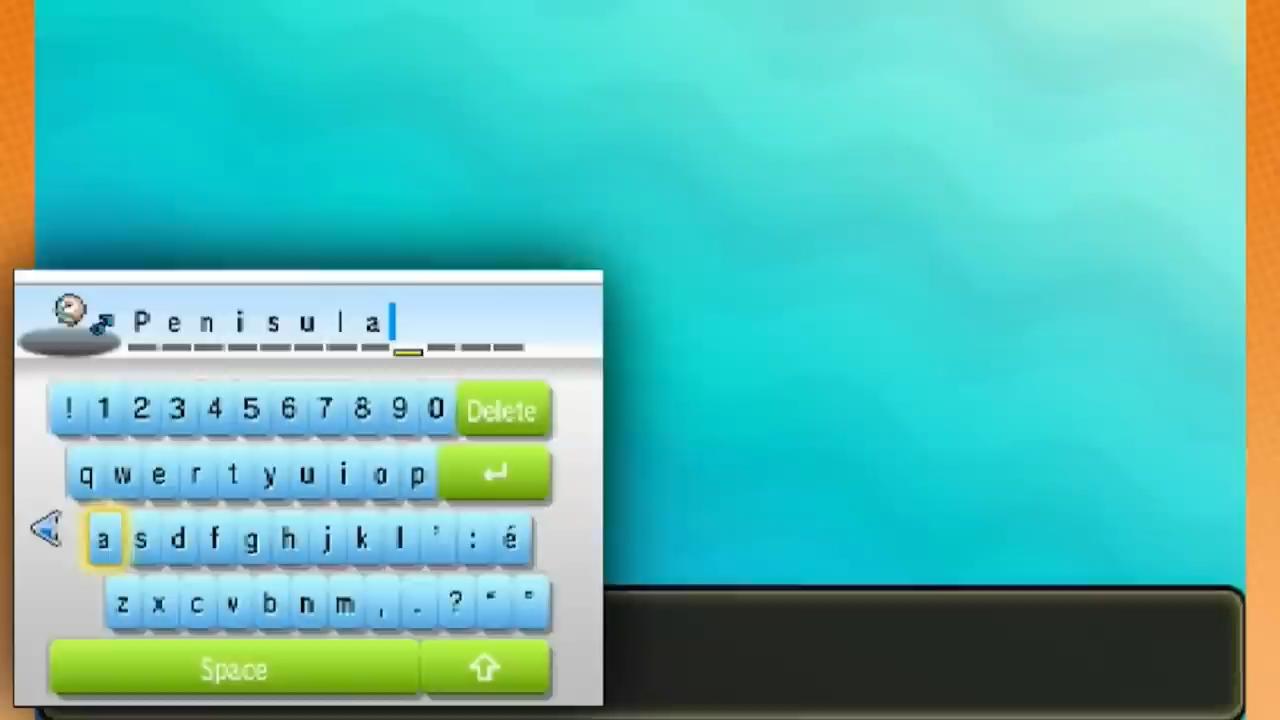 Penisula
! 1 2 3 4 5 6 7 8 9 0 Delete
q w e r t y u i o p
a s d f g h j k l ' : é
z x c v b n m , . ? “ ”
Space